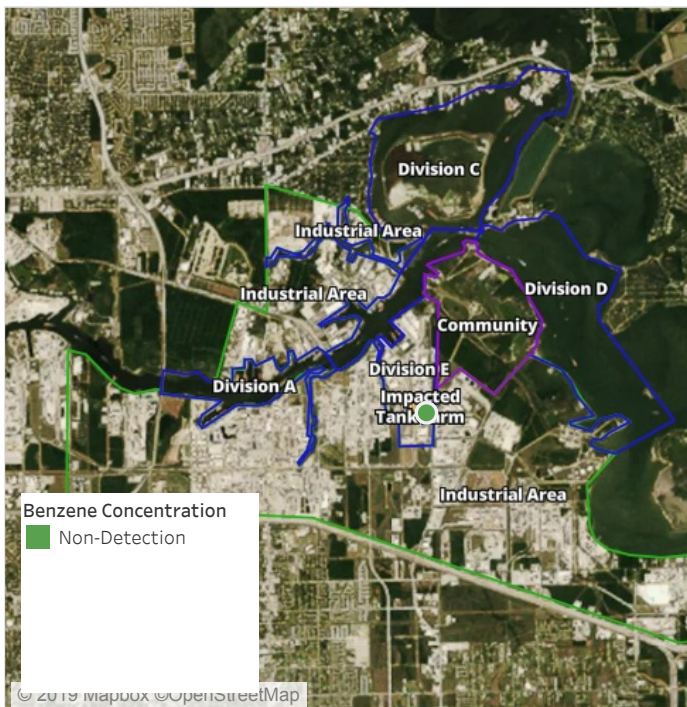 Division C
Industrial Area
Division D
Industrial Area
Community
Division E
Division A
Impacted
Tank Farm
Industrial Area
Benzene Concentration
Non-Detection
© 2019 Mapbox ©OpenStreetMap